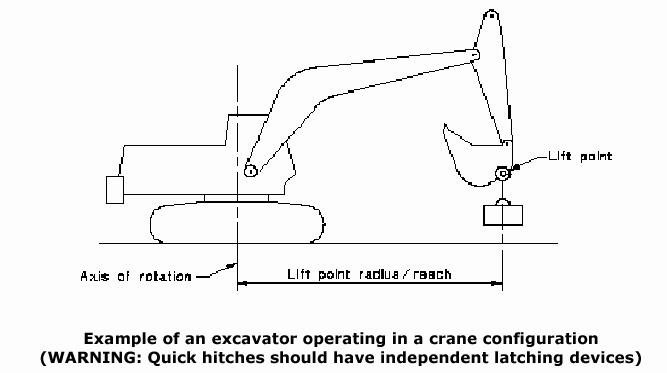 Lift point
Lift point radius/reach
Axis of rotation
Example of an excavator operating in a crane configuration
(WARNING: Quick hitches should have independent latching devices)